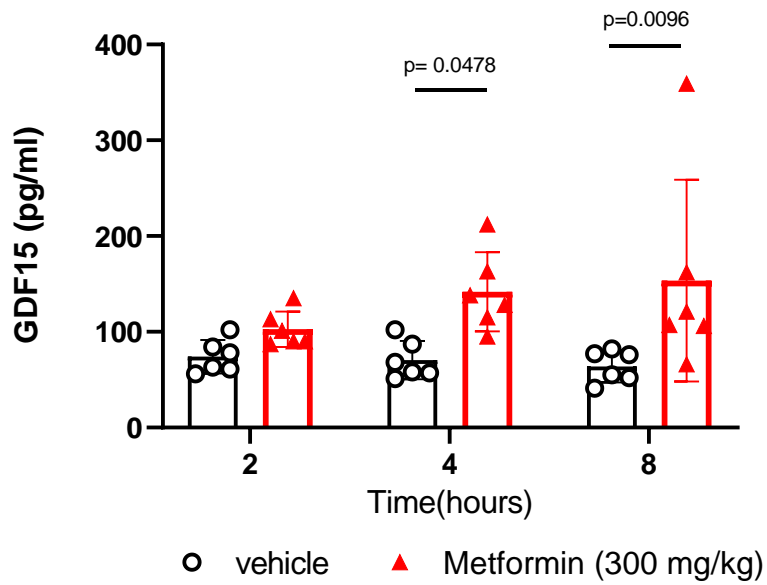 p=0.0096
p= 0.0478
400
300
200
100
0
GDF15 (pg/ml)
2 4 8
Time(hours)
vehicle Metformin (300 mg/kg)